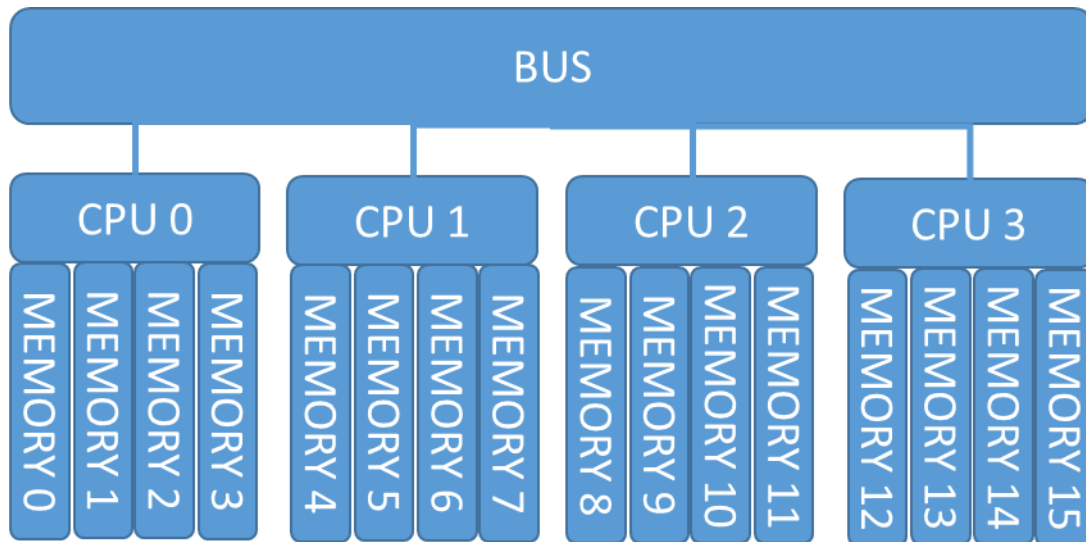 BUS
CPU 0
CPU 1
CPU 2
CPU 3
MEMORY 0
MEMORY 1
MEMORY 2
MEMORY 3
MEMORY 4
MEMORY 5
MEMORY 6
MEMORY 7
MEMORY 8
MEMORY 9
MEMORY 10
MEMORY 11
MEMORY 12
MEMORY 13
MEMORY 14
MEMORY 15